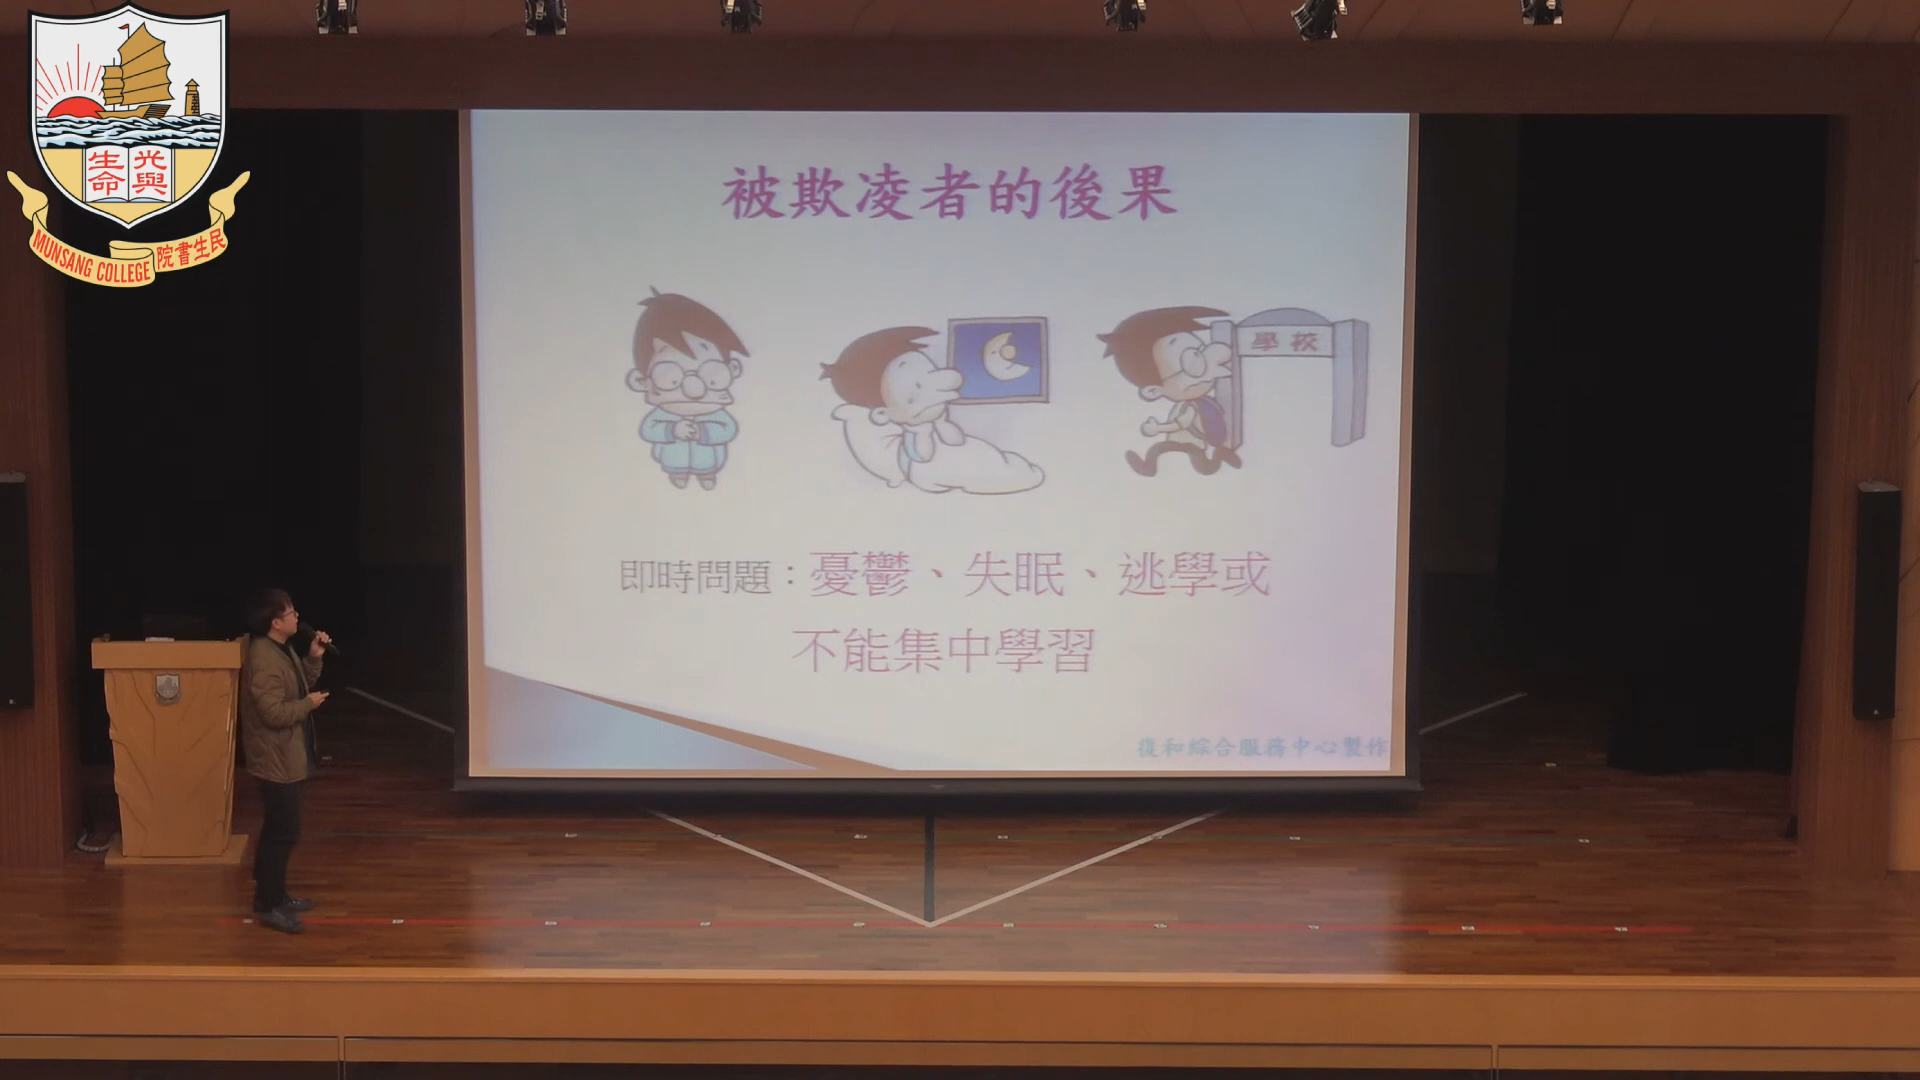 生命
光與
MUNSANG COLLEGE 民生書院
被欺凌者的後果
學校
即時問題：憂鬱、失眠、逃學或
不能集中學習
復和綜合服務中心製作